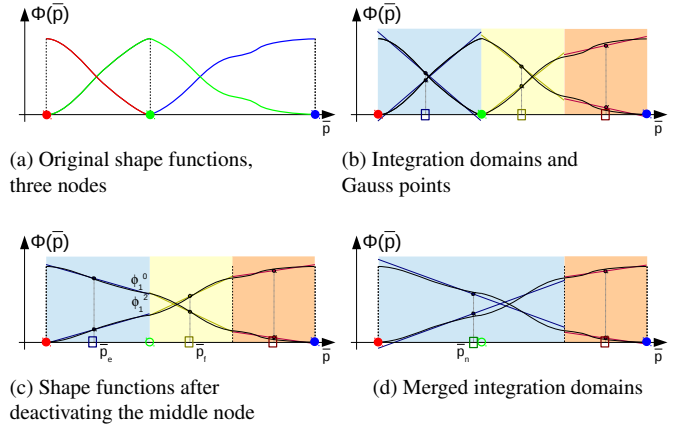 Φ(p̅)
Φ(p̅)
p̅
p̅
(a) Original shape functions,
three nodes
(b) Integration domains and
Gauss points
Φ(p̅)
Φ(p̅)
ϕ₁⁰
ϕ₁²
p̅ₑ
p̅_f
p̅
p̅ₙ
p̅
(c) Shape functions after
deactivating the middle node
(d) Merged integration domains